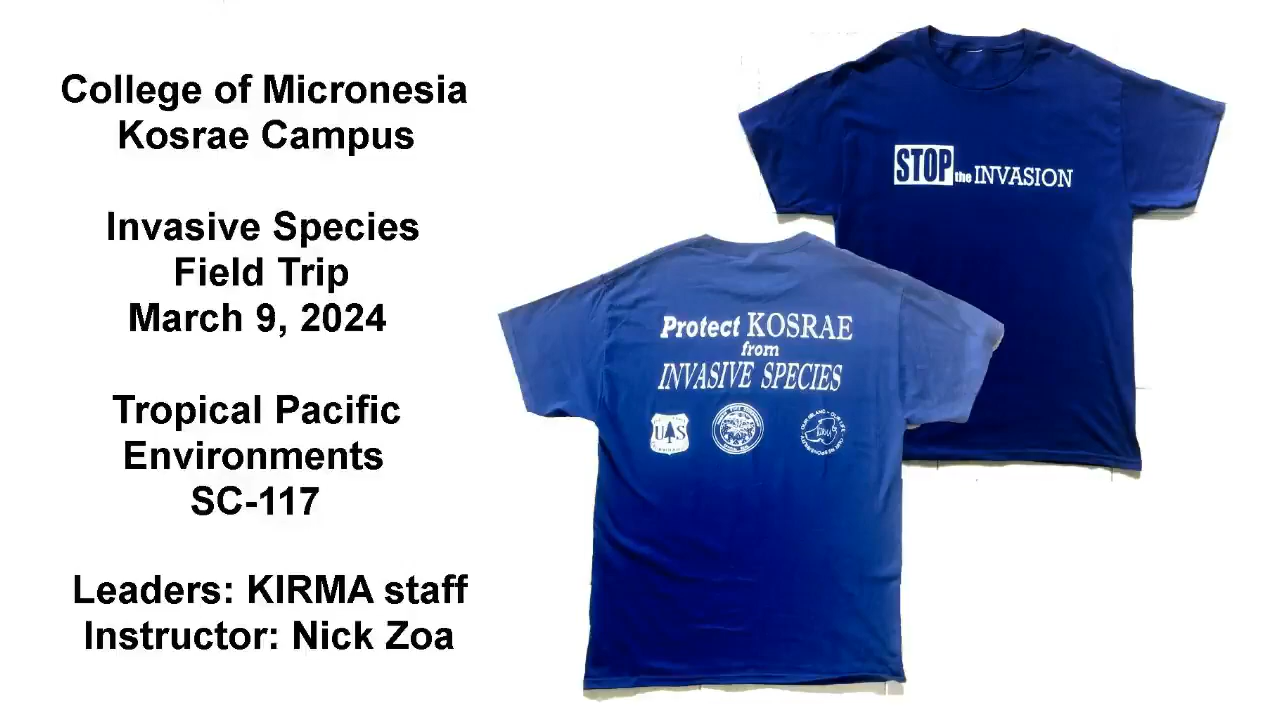 College of Micronesia
Kosrae Campus
Invasive Species
Field Trip
March 9, 2024
Tropical Pacific
Environments
SC-117
Leaders: KIRMA staff
Instructor: Nick Zoa
STOP the INVASION
Protect KOSRAE
from
INVASIVE SPECIES
U S